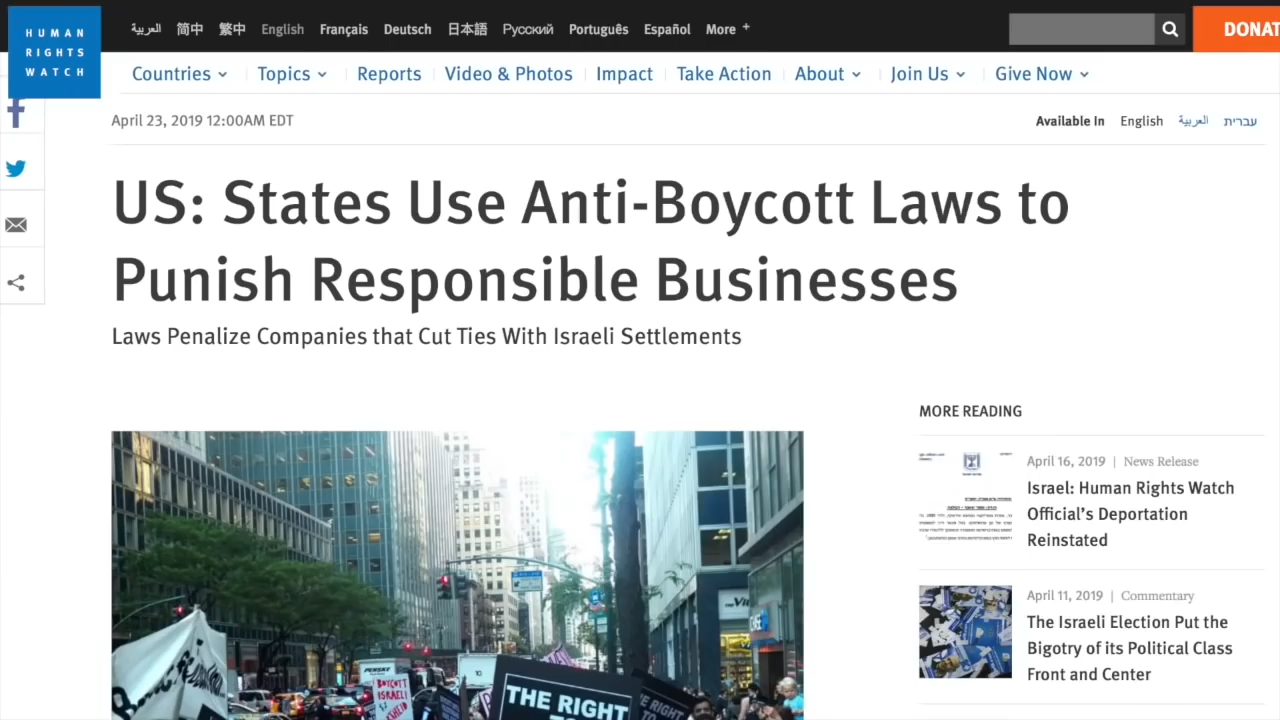 HUMAN
RIGHTS
WATCH
العربية 简中 繁中 English Français Deutsch 日本語 Русский Português Español More +
DONAT
Countries Topics Reports Video & Photos Impact Take Action About Join Us Give Now
April 23, 2019 12:00AM EDT
Available In English العربية עברית
US: States Use Anti-Boycott Laws to
Punish Responsible Businesses
Laws Penalize Companies that Cut Ties With Israeli Settlements
MORE READING
April 16, 2019 | News Release
Israel: Human Rights Watch
Official's Deportation
Reinstated
April 11, 2019 | Commentary
The Israeli Election Put the
Bigotry of its Political Class
Front and Center
PENSKE
BOYCOTT
ISRAELI
THE RIGHT